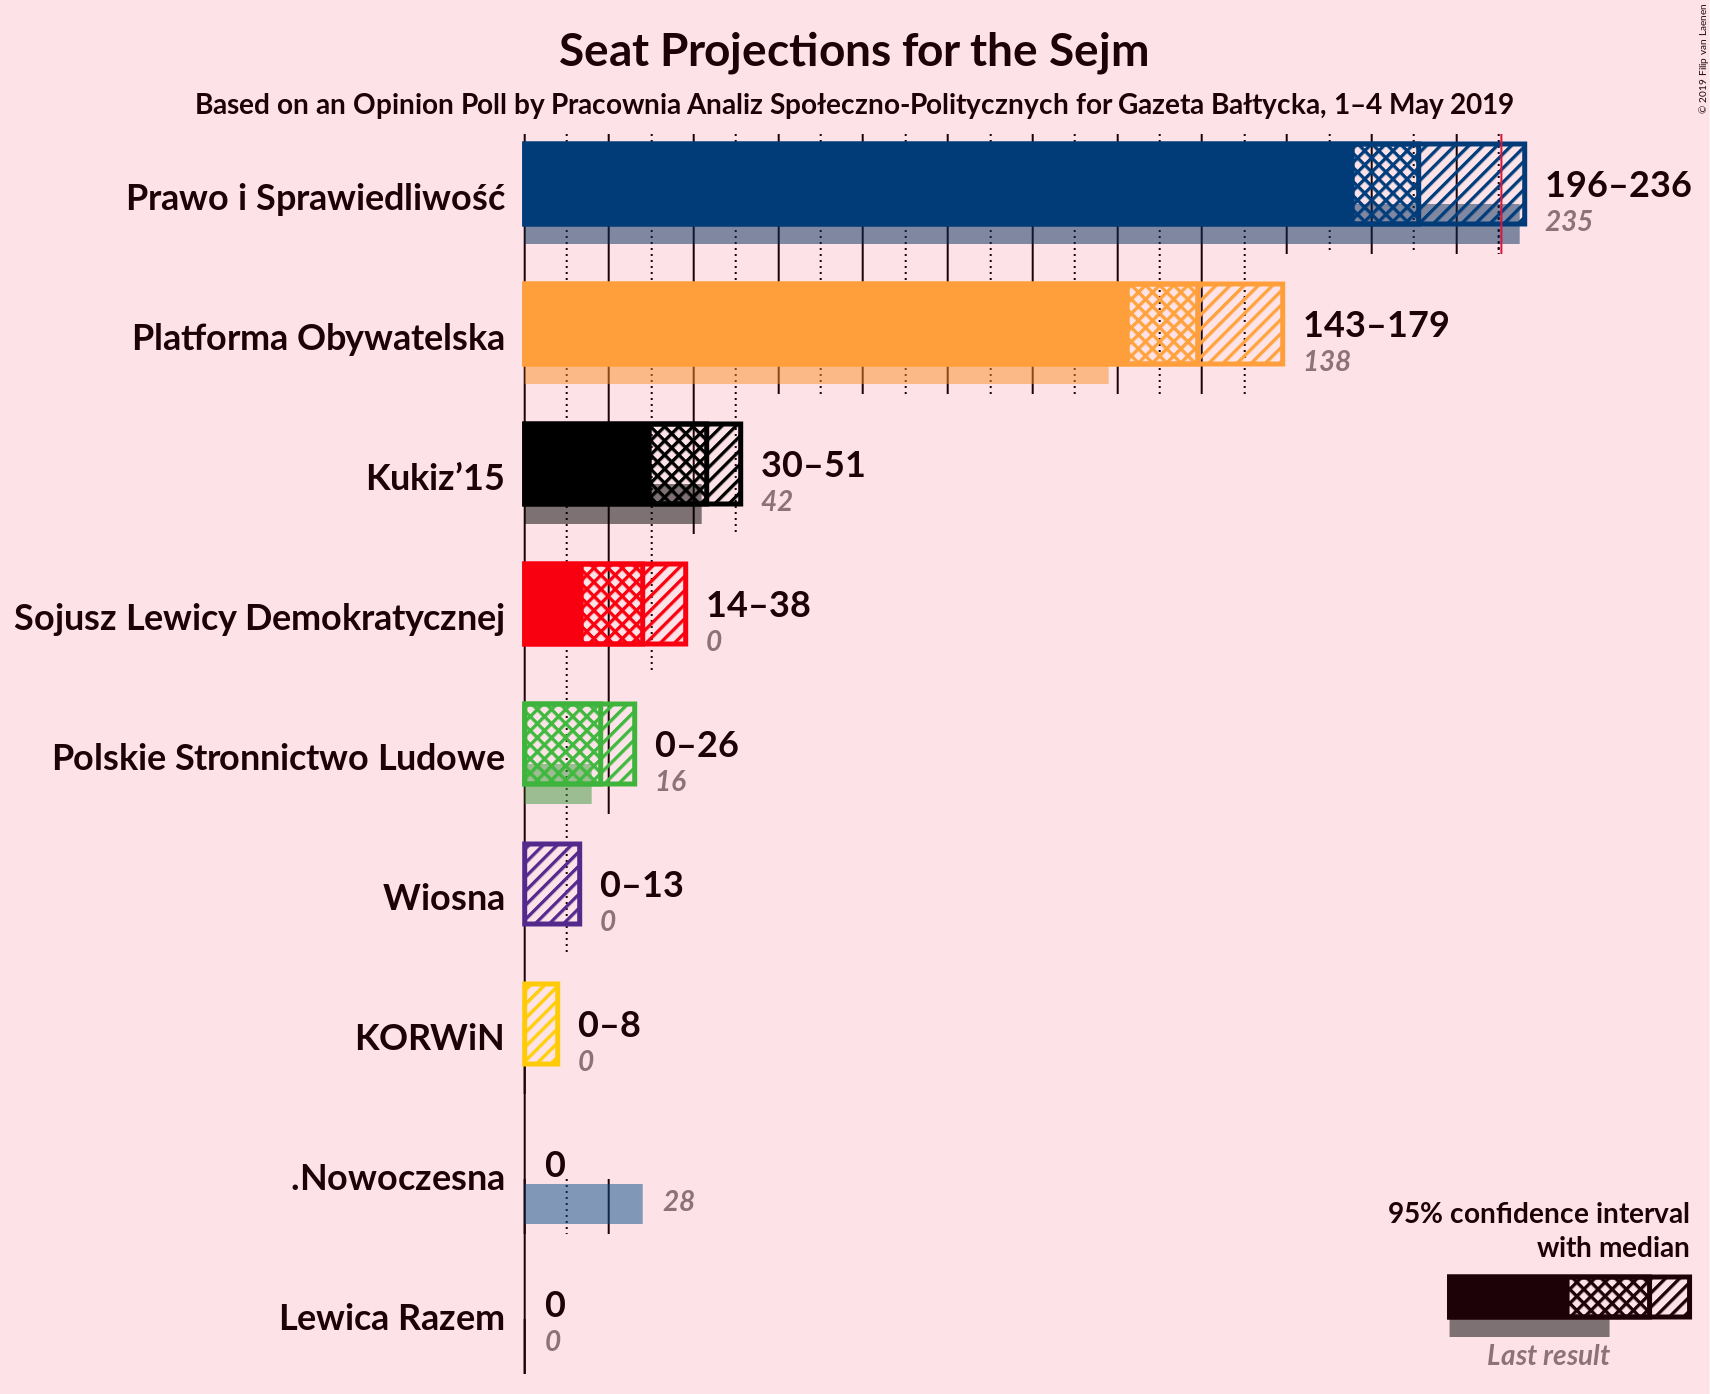 Seat Projections for the Sejm
Based on an Opinion Poll by Pracownia Analiz Społeczno-Politycznych for Gazeta Bałtycka, 1–4 May 2019
© 2019 Filip van Laenen
Prawo i Sprawiedliwość
196–236
235
Platforma Obywatelska
143–179
138
Kukiz’15
30–51
42
Sojusz Lewicy Demokratycznej
14–38
0
Polskie Stronnictwo Ludowe
0–26
16
Wiosna
0–13
0
KORWiN
0–8
0
.Nowoczesna
0
28
Lewica Razem
0
0
95% confidence interval
with median
Last result